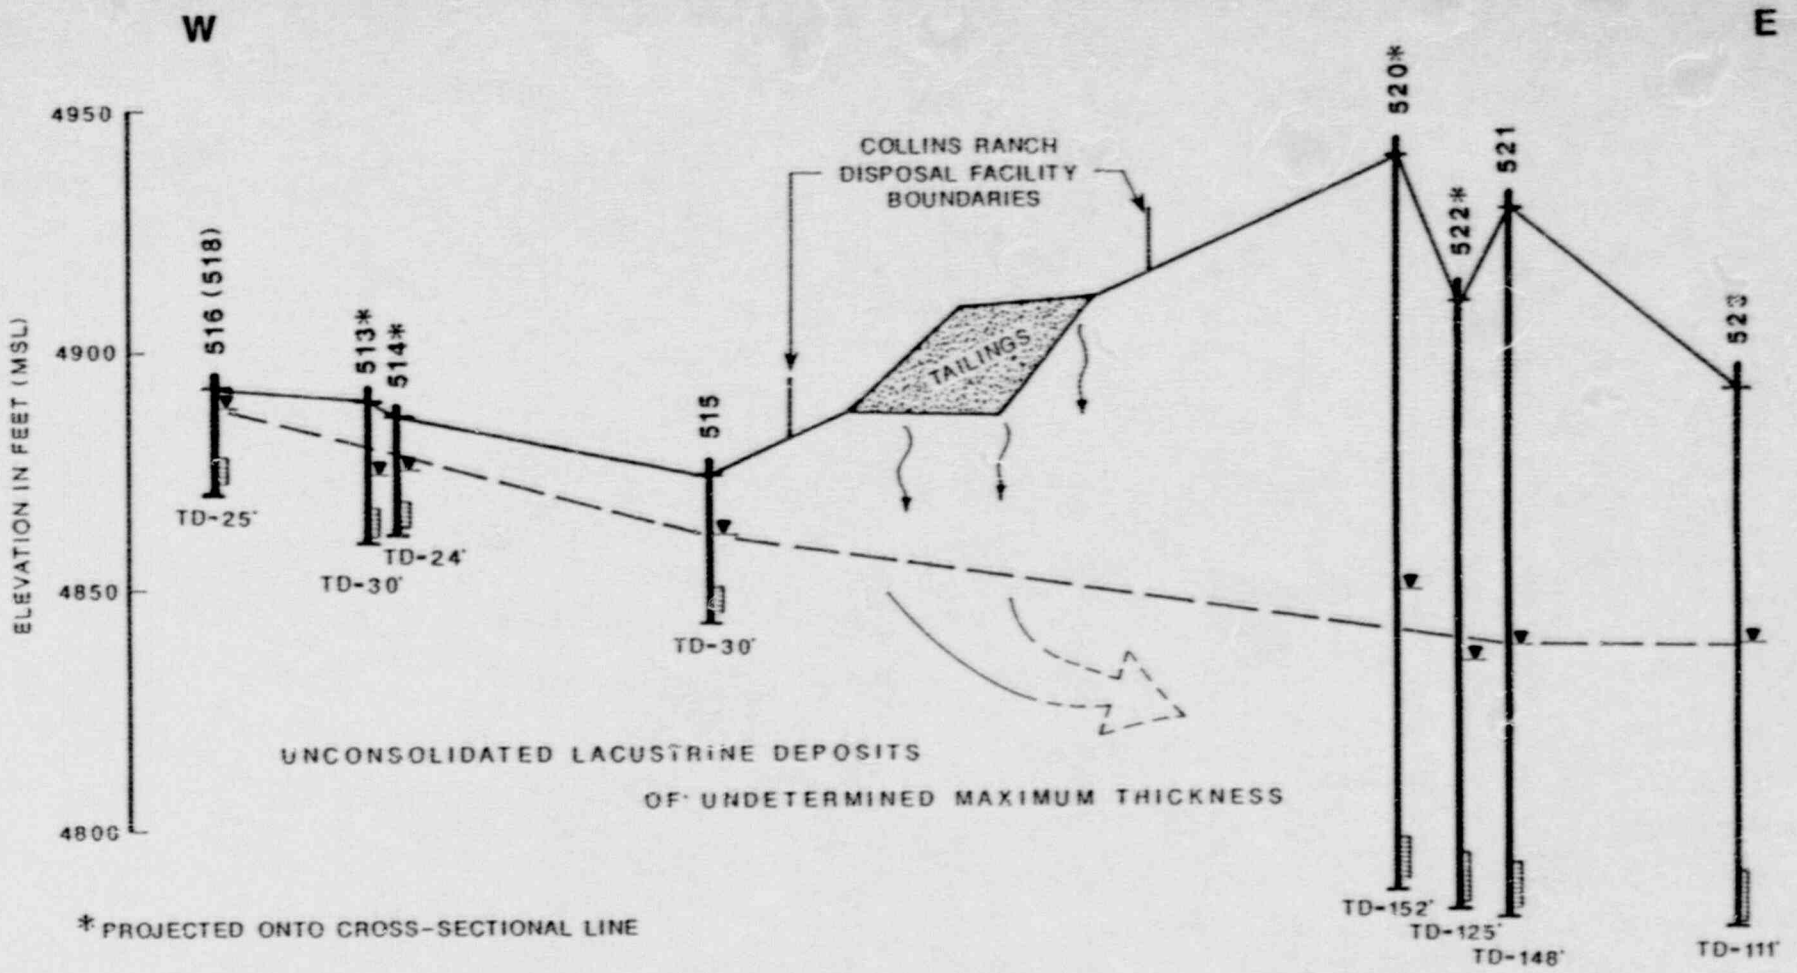 W
E
4950
4900
4850
4800
ELEVATION IN FEET (MSL)
516 (518)
513*
514*
515
COLLINS RANCH
DISPOSAL FACILITY
BOUNDARIES
TAILINGS
520*
522*
521
523
TD-25'
TD-24'
TD-30'
TD-30'
UNCONSOLIDATED LACUSTRINE DEPOSITS
OF UNDETERMINED MAXIMUM THICKNESS
TD-152'
TD-125'
TD-148'
TD-111'
* PROJECTED ONTO CROSS-SECTIONAL LINE